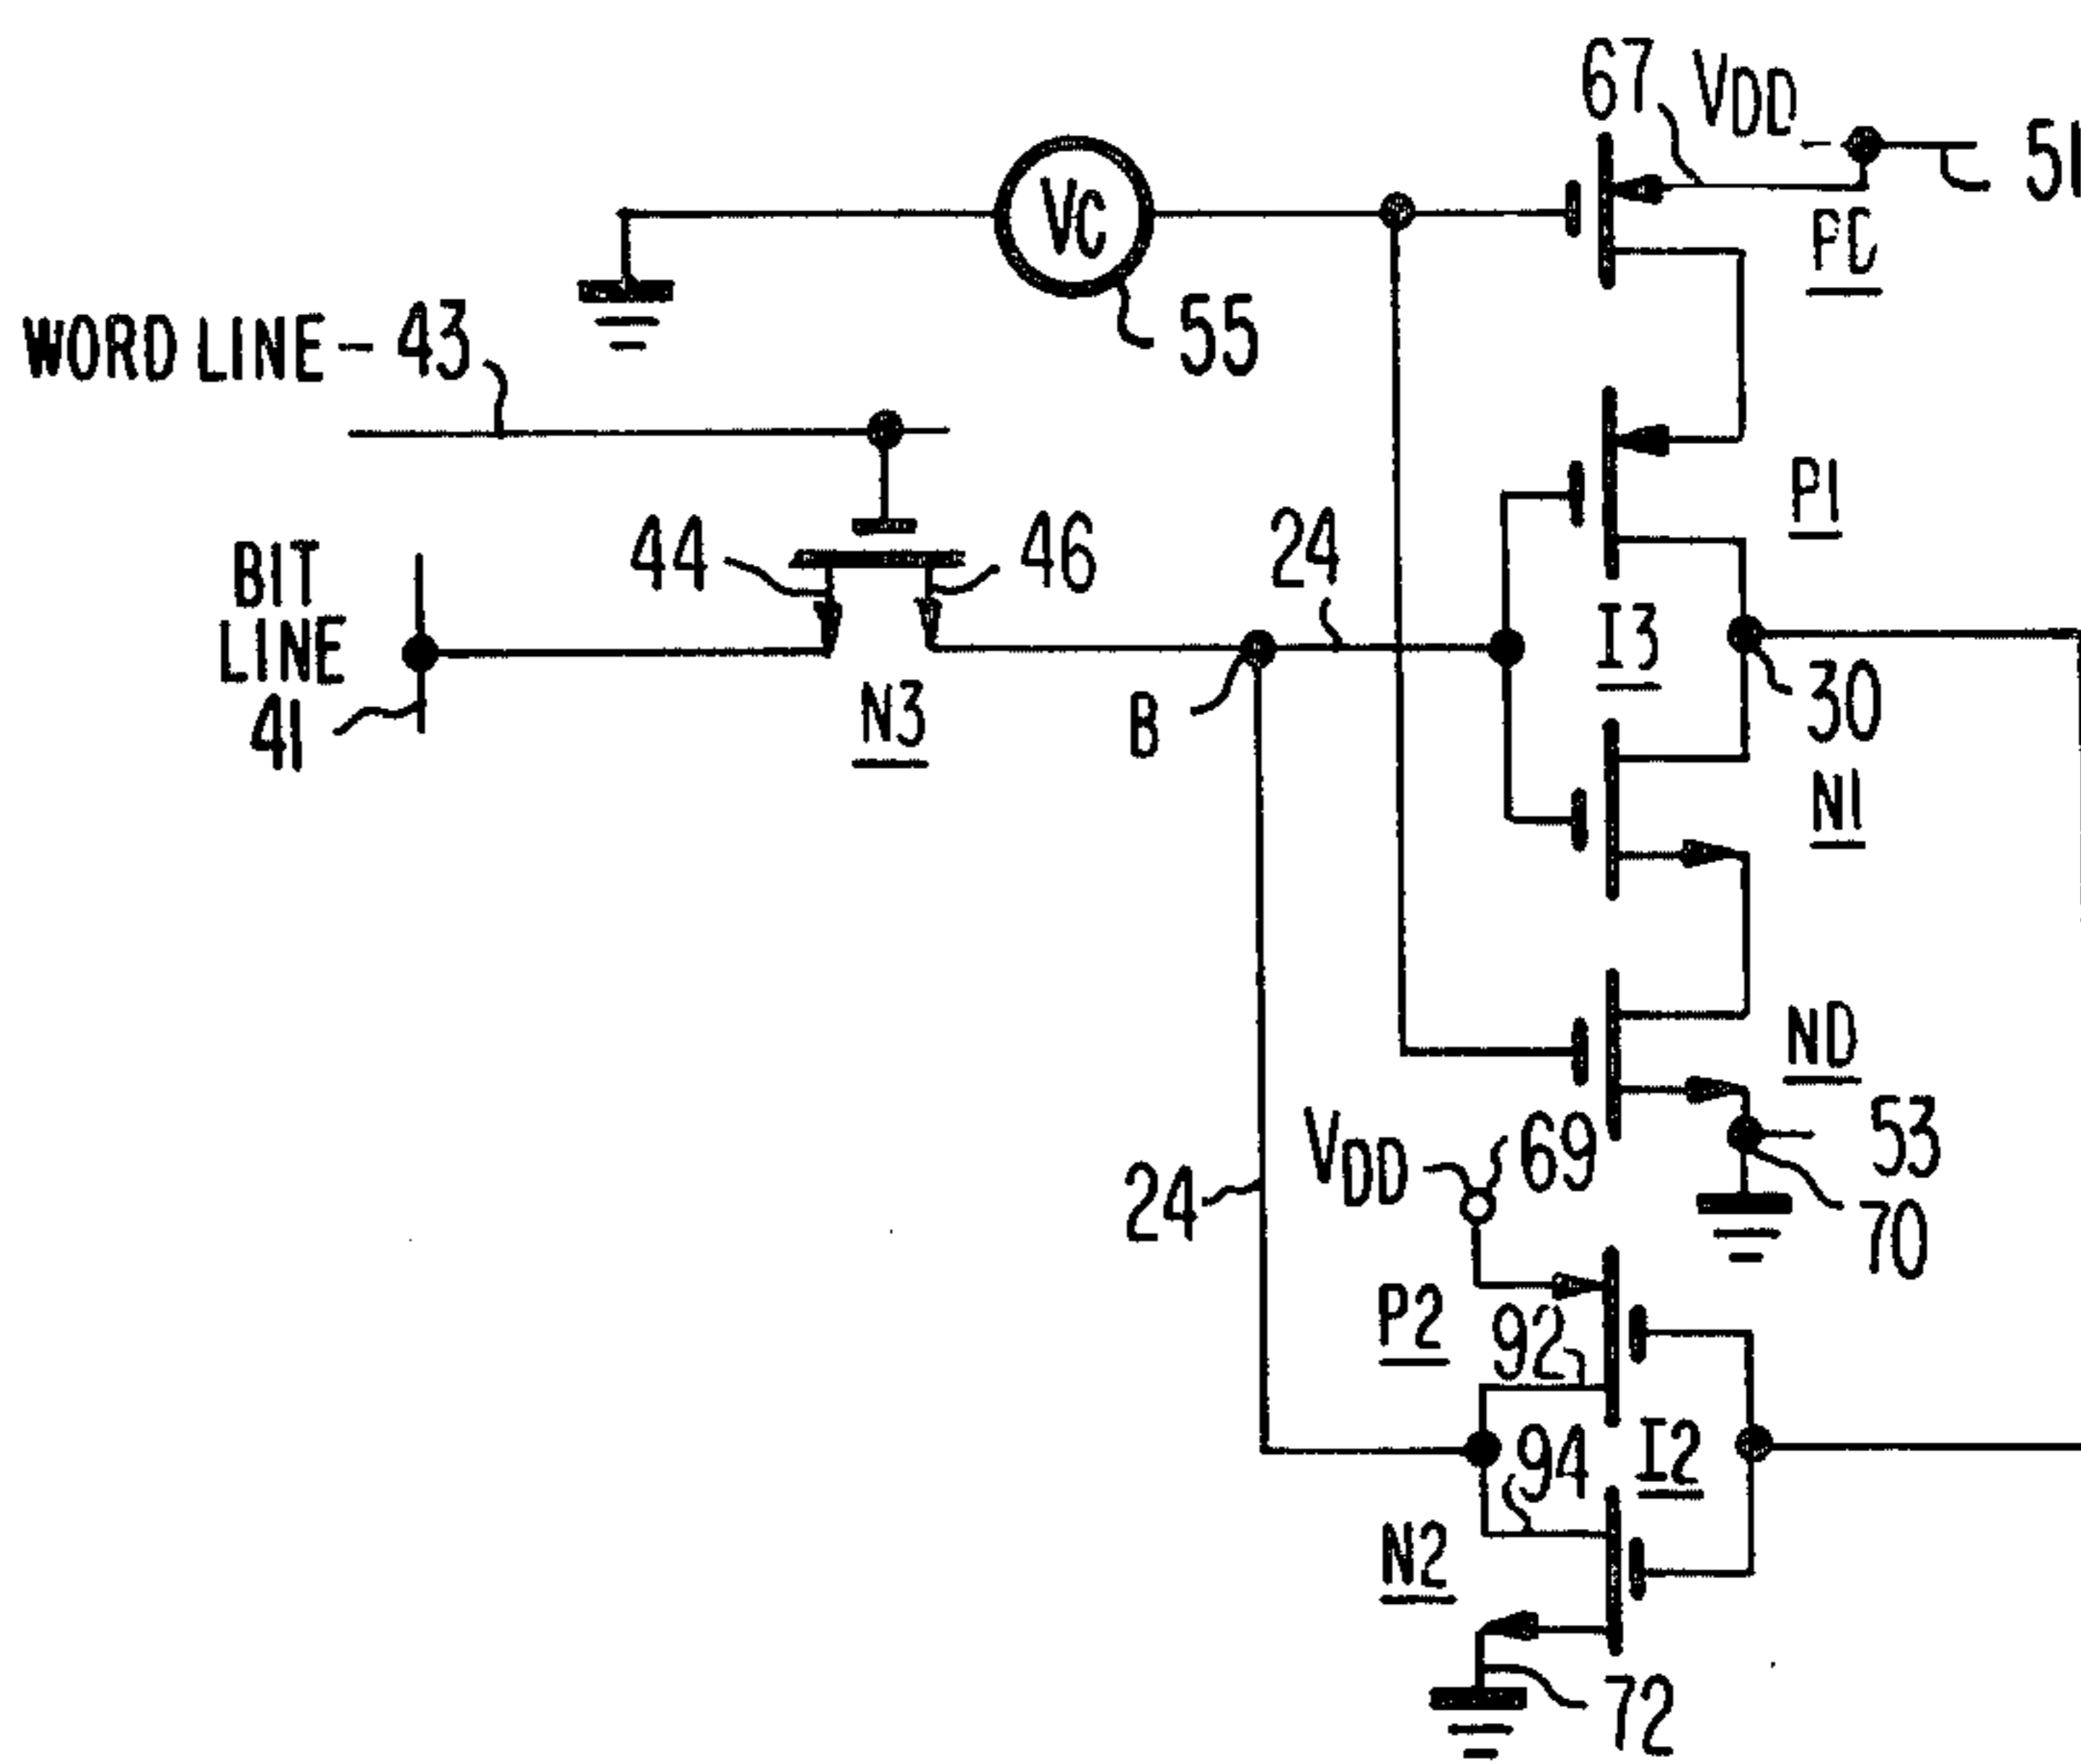 67 VDD
51
VC
PC
55
WORD LINE - 43
P1
44
46
24
BIT
LINE
41
I3
30
N3
B
N1
ND
VDD
69
53
24
70
P2
92
94
I2
N2
72